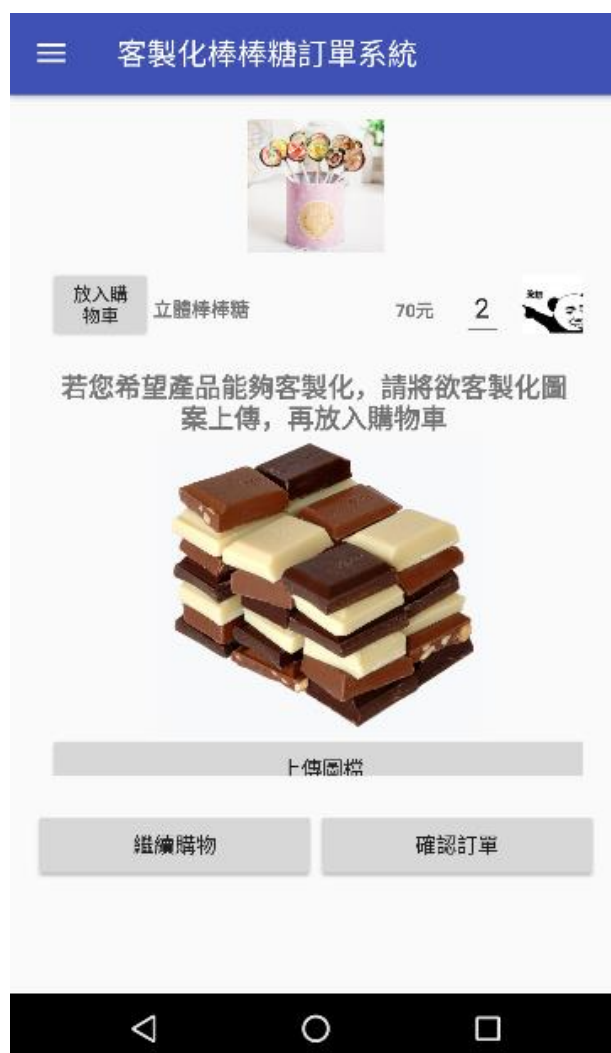 客製化棒棒糖訂單系統
放入購
物車
立體棒棒糖
70元
2
若您希望產品能夠客製化，請將欲客製化圖
案上傳，再放入購物車
上傳圖檔
繼續購物
確認訂單